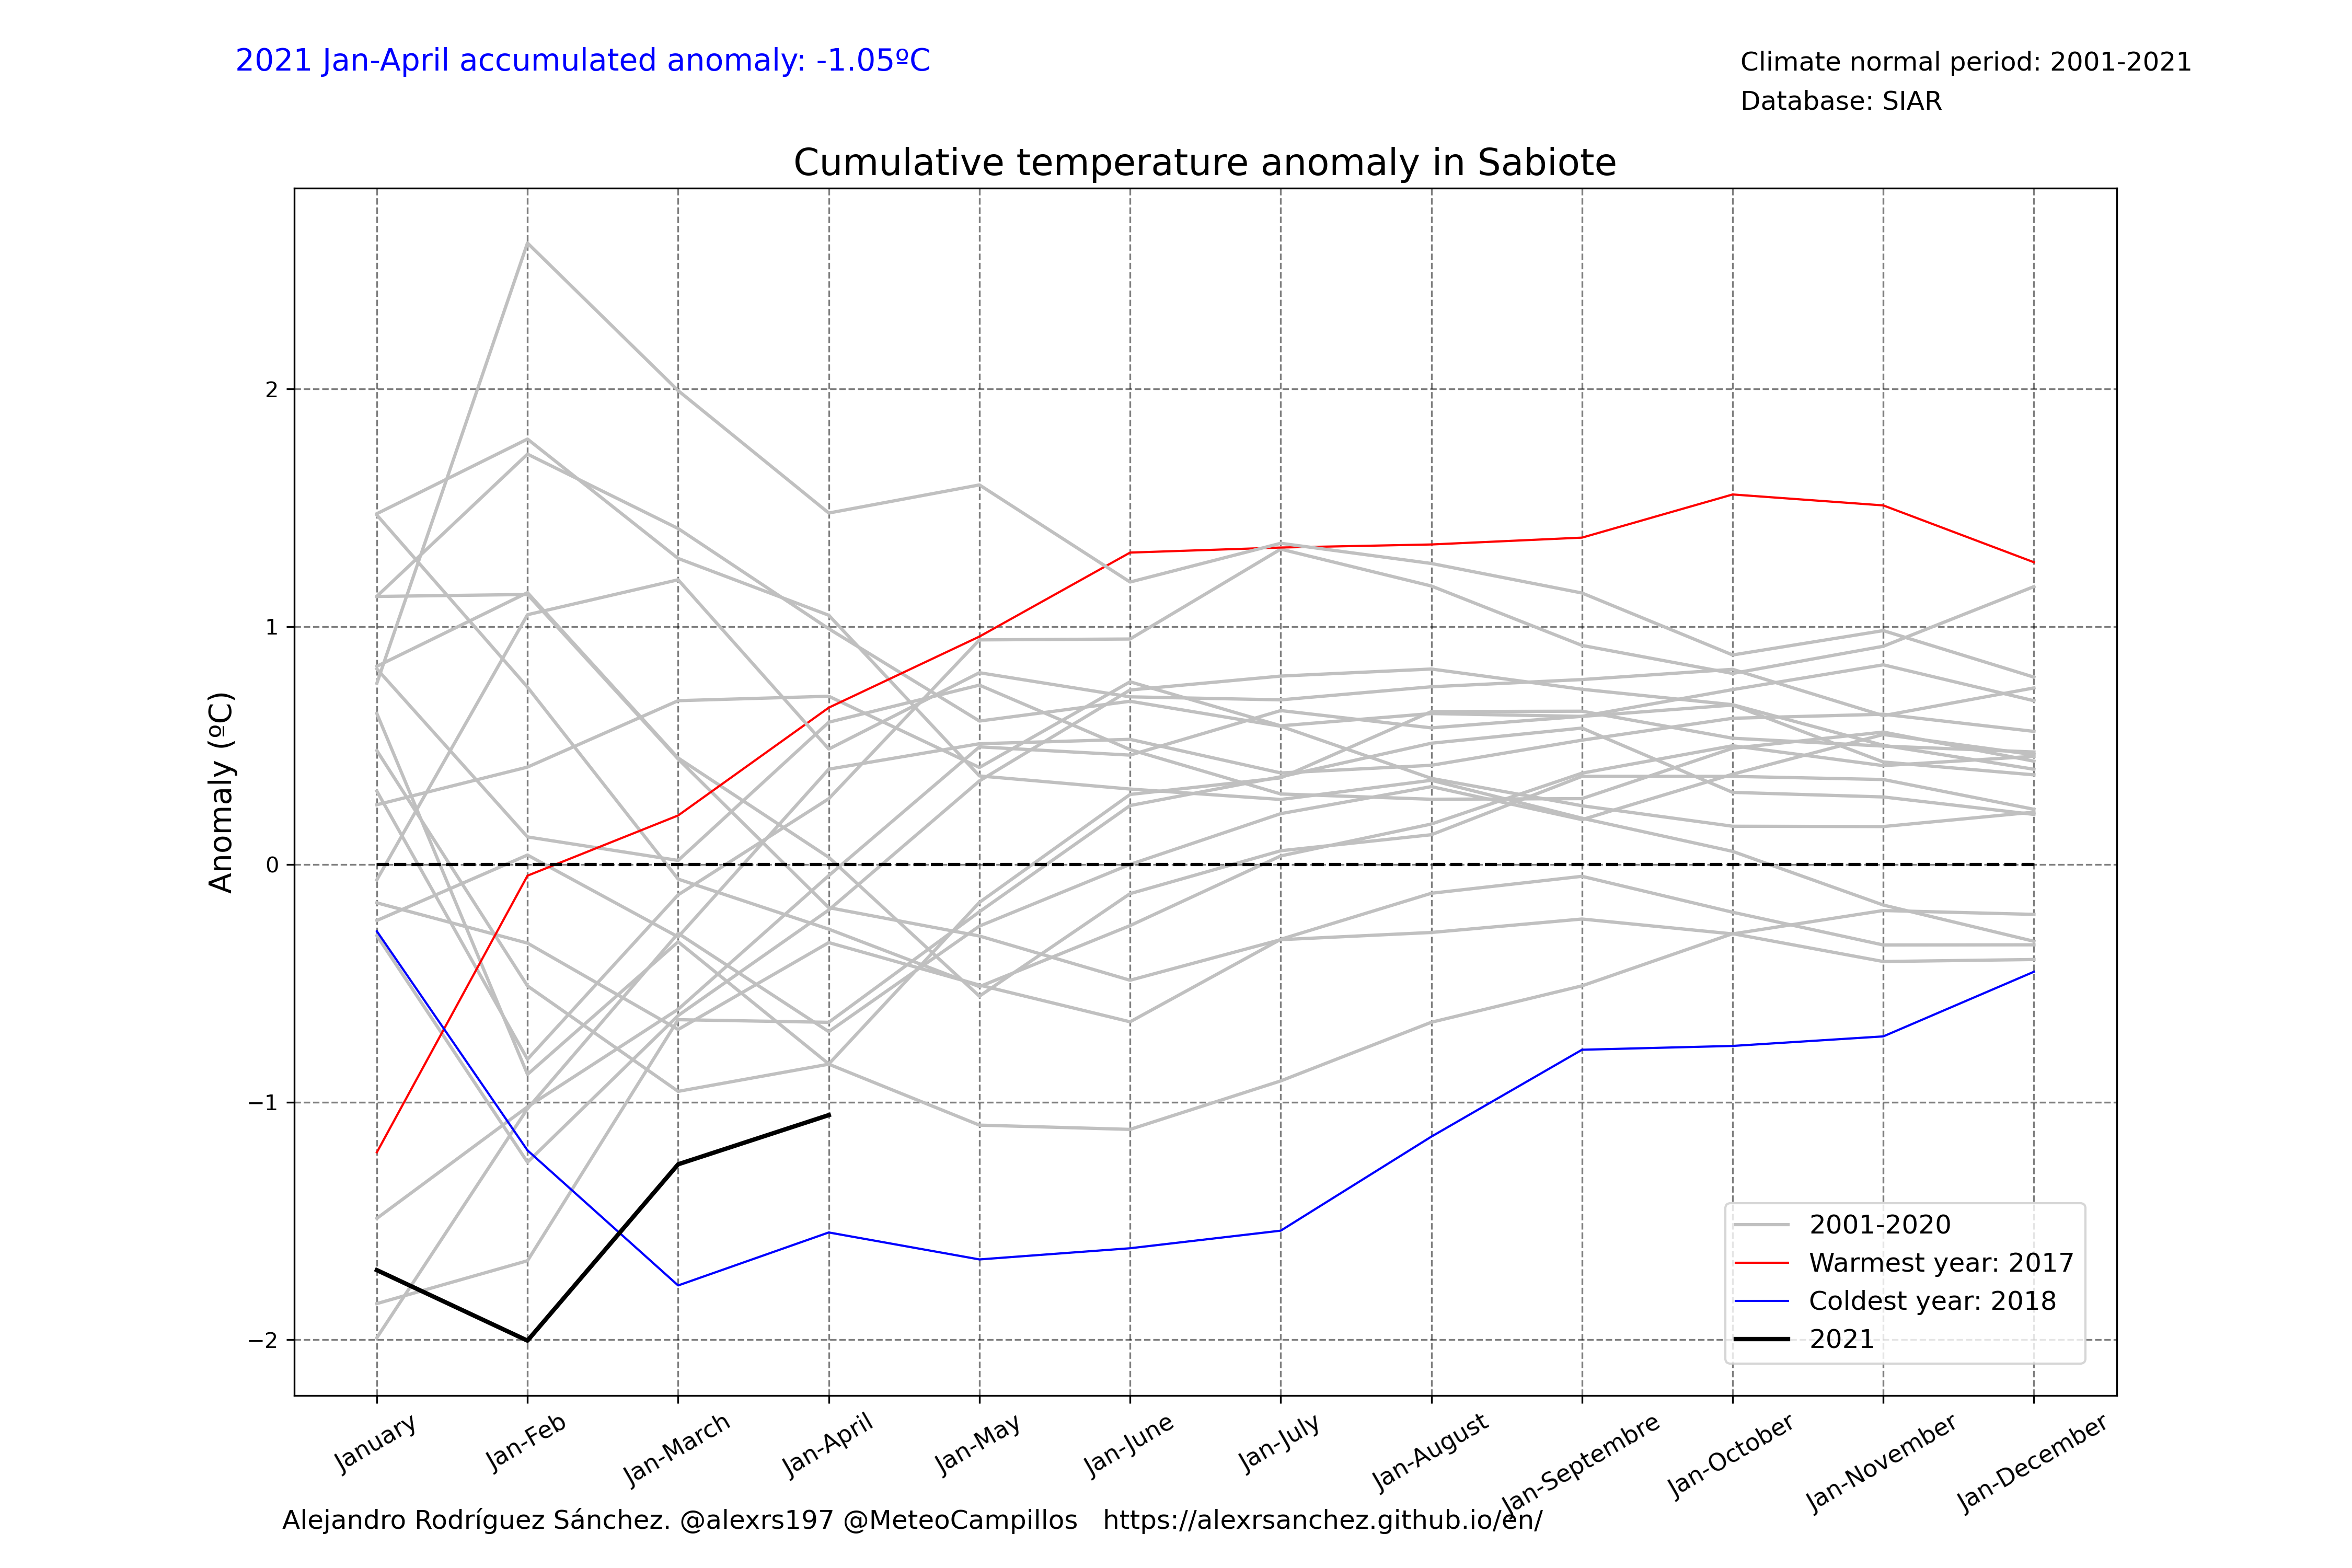 2021 Jan-April accumulated anomaly: -1.05ºC
Climate normal period: 2001-2021
Database: SIAR
Cumulative temperature anomaly in Sabiote
Anomaly (ºC)
2
1
0
−1
−2
2001-2020
Warmest year: 2017
Coldest year: 2018
2021
January
Jan-Feb
Jan-March
Jan-April
Jan-May
Jan-June
Jan-July
Jan-August
Jan-Septembre
Jan-October
Jan-November
Jan-December
Alejandro Rodríguez Sánchez. @alexrs197 @MeteoCampillos   https://alexrsanchez.github.io/en/